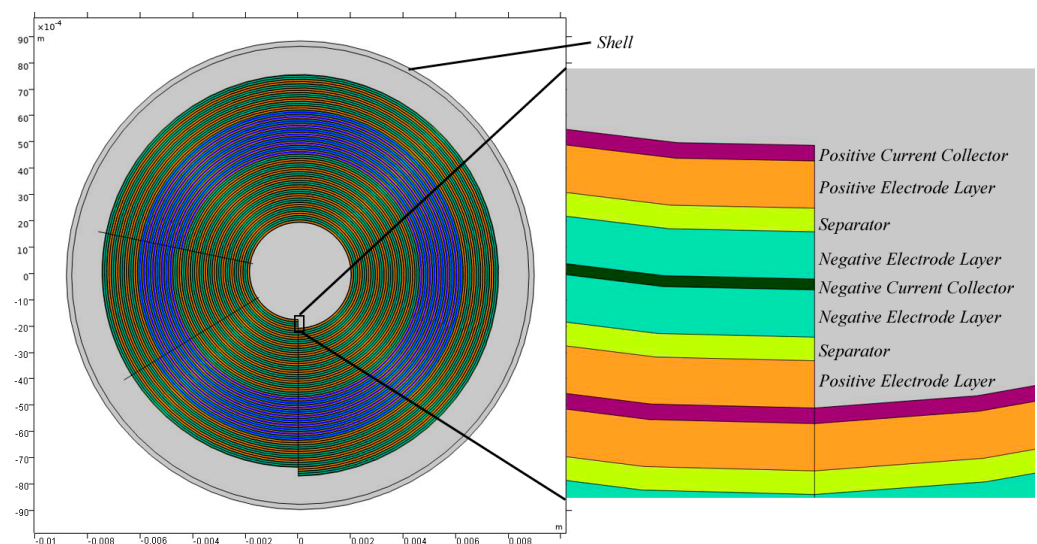 ×10⁻⁴
m
90
80
70
60
50
40
30
20
10
0
-10
-20
-30
-40
-50
-60
-70
-80
-90
m
-0.01
-0.008
-0.006
-0.004
-0.002
0
0.002
0.004
0.006
0.008
Shell
Positive Current Collector
Positive Electrode Layer
Separator
Negative Electrode Layer
Negative Current Collector
Negative Electrode Layer
Separator
Positive Electrode Layer